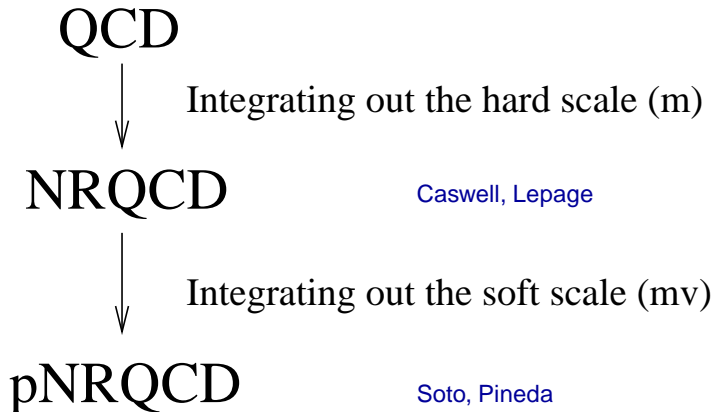 QCD
Integrating out the hard scale (m)
NRQCD Caswell, Lepage
Integrating out the soft scale (mv)
pNRQCD Soto, Pineda